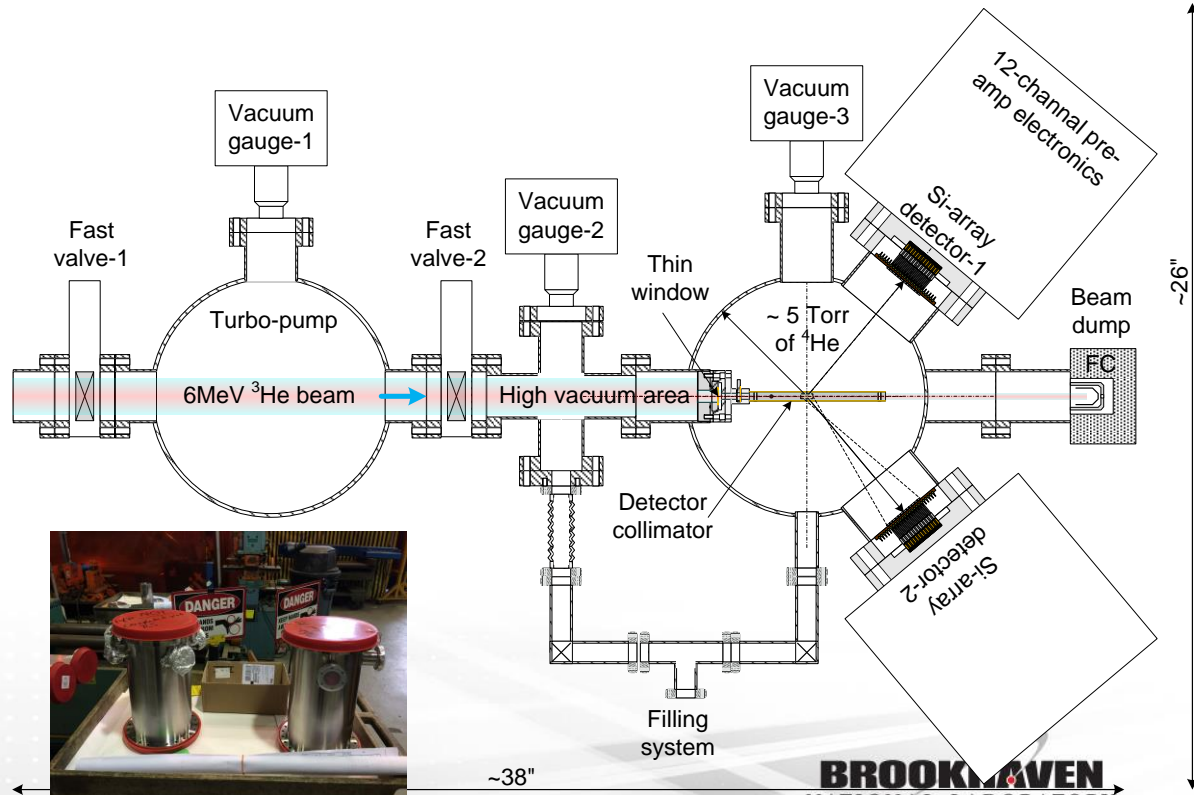 Vacuum
gauge-1
Vacuum
gauge-3
12-channal pre-
amp electronics
Vacuum
gauge-2
Fast
valve-1
Fast
valve-2
Si-array
detector-1
Thin
window
Turbo-pump
~ 5 Torr
of ⁴He
Beam
dump
FC
~26"
6MeV ³He beam
High vacuum area
Detector
collimator
Si-array
detector-2
DANGER
DANGER
Filling
system
~38"
BROOKHAVEN
NATIONAL LABORATORY